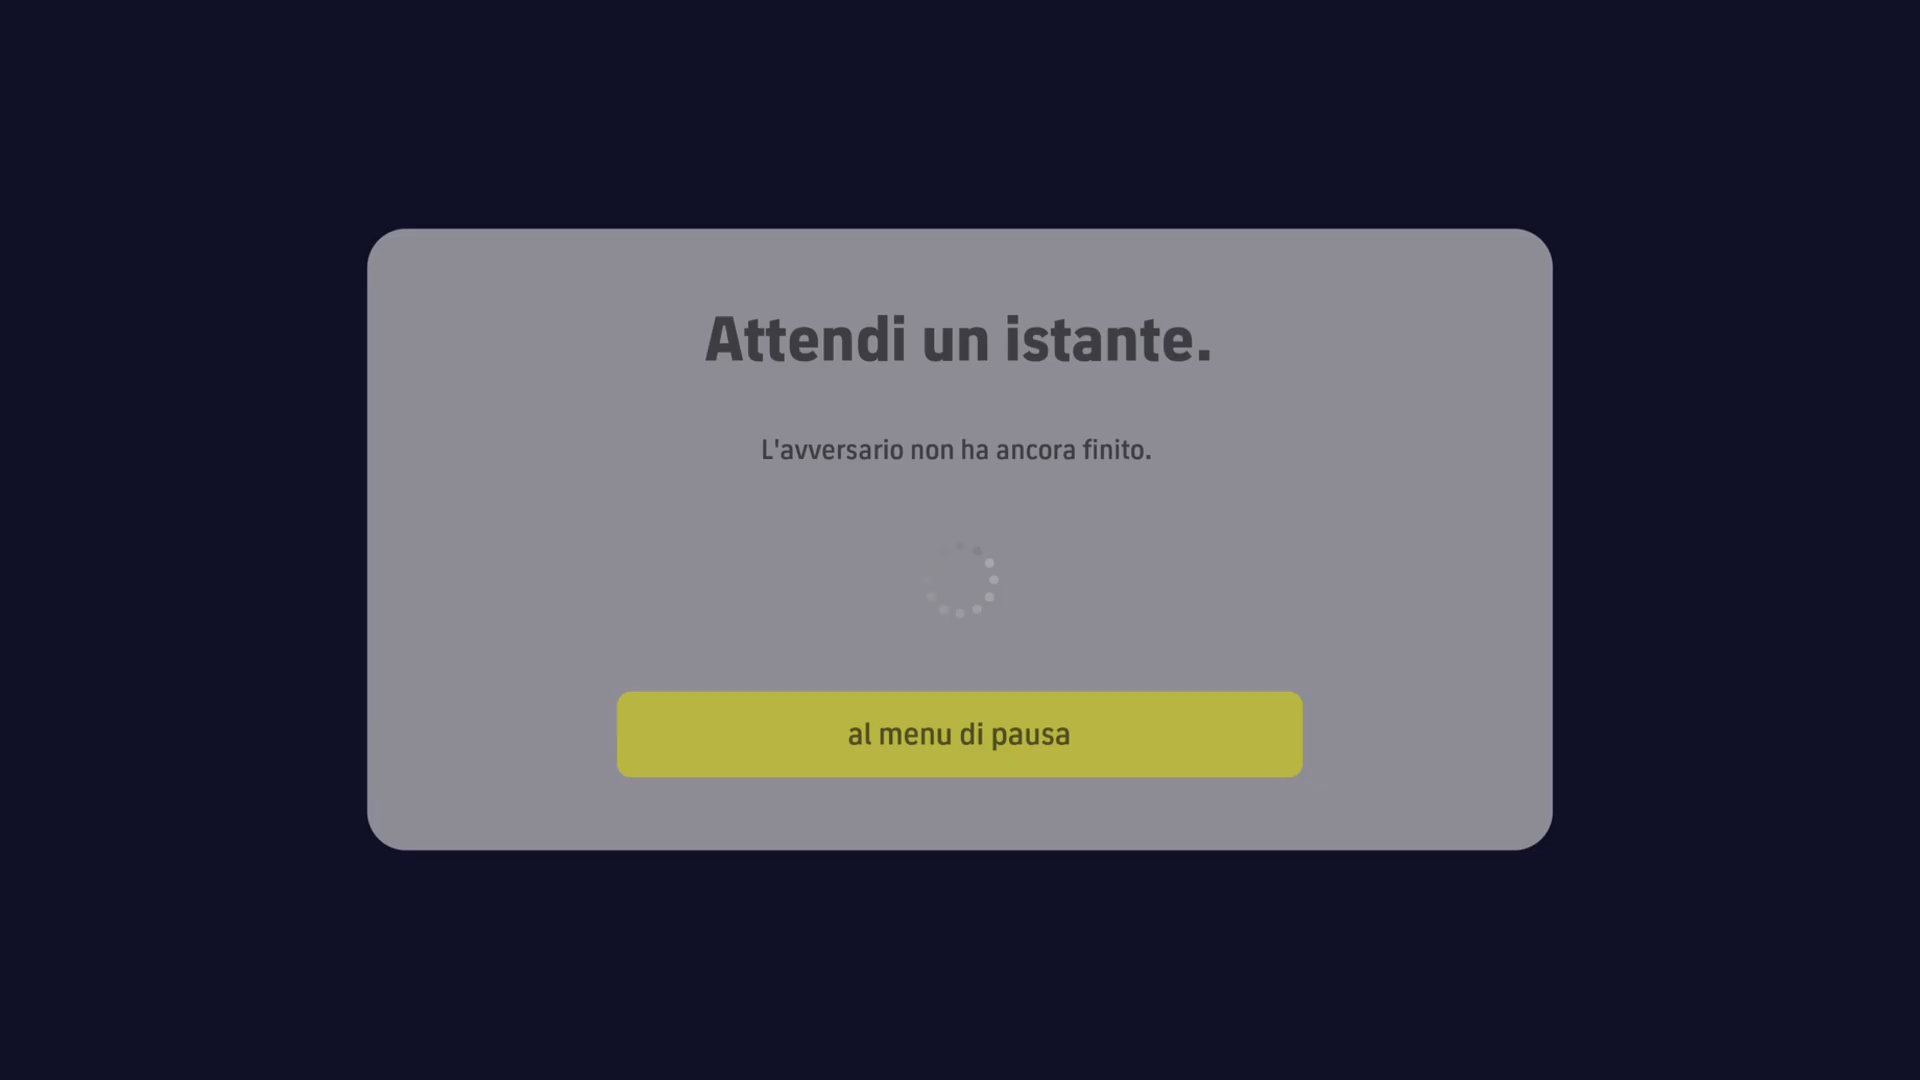 Attendi un istante.
L'avversario non ha ancora finito.
al menu di pausa